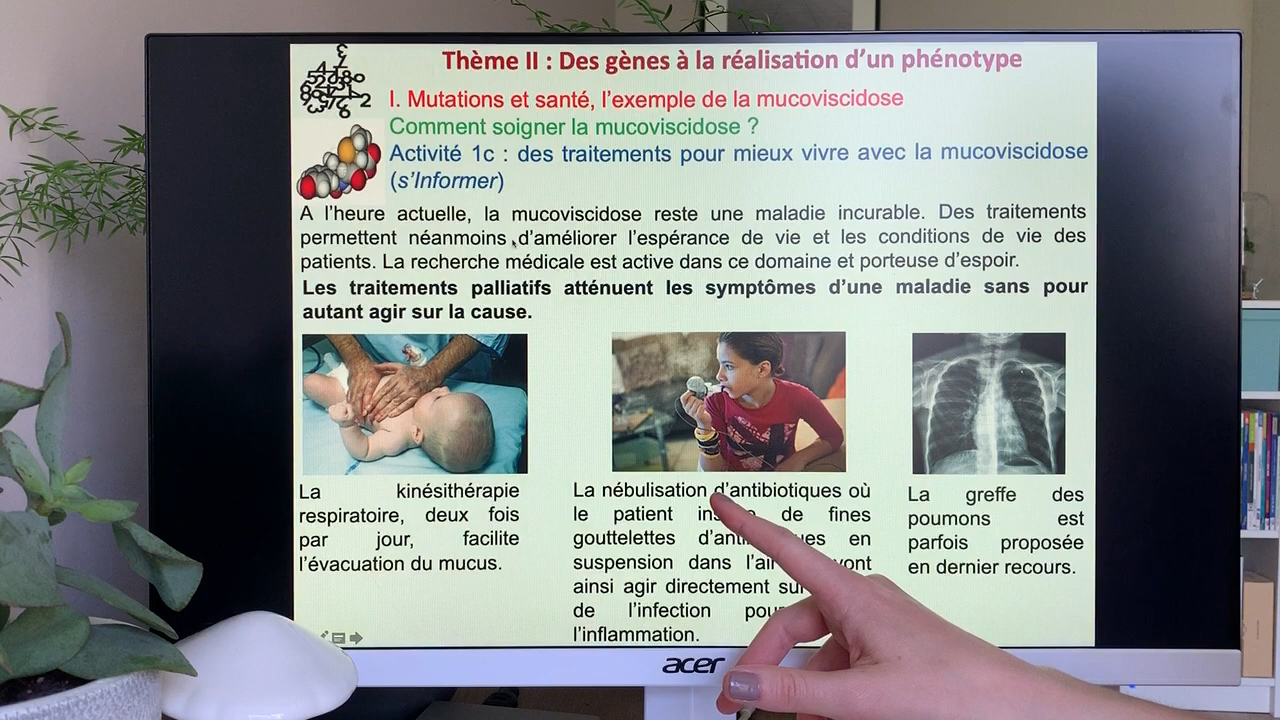 Thème II : Des gènes à la réalisation d'un phénotype
I. Mutations et santé, l'exemple de la mucoviscidose
Comment soigner la mucoviscidose ?
Activité 1c : des traitements pour mieux vivre avec la mucoviscidose
(s'Informer)
A l'heure actuelle, la mucoviscidose reste une maladie incurable. Des traitements
permettent néanmoins d'améliorer l'espérance de vie et les conditions de vie des
patients. La recherche médicale est active dans ce domaine et porteuse d'espoir.
Les traitements palliatifs atténuent les symptômes d'une maladie sans pour
autant agir sur la cause.
La kinésithérapie
respiratoire, deux fois
par jour, facilite
l'évacuation du mucus.
La nébulisation d'antibiotiques où
le patient de fines
gouttelettes en
suspension dans vont
ainsi agir directement
de l'infection
l'inflammation.
La greffe des
poumons est
parfois proposée
en dernier recours.
acer